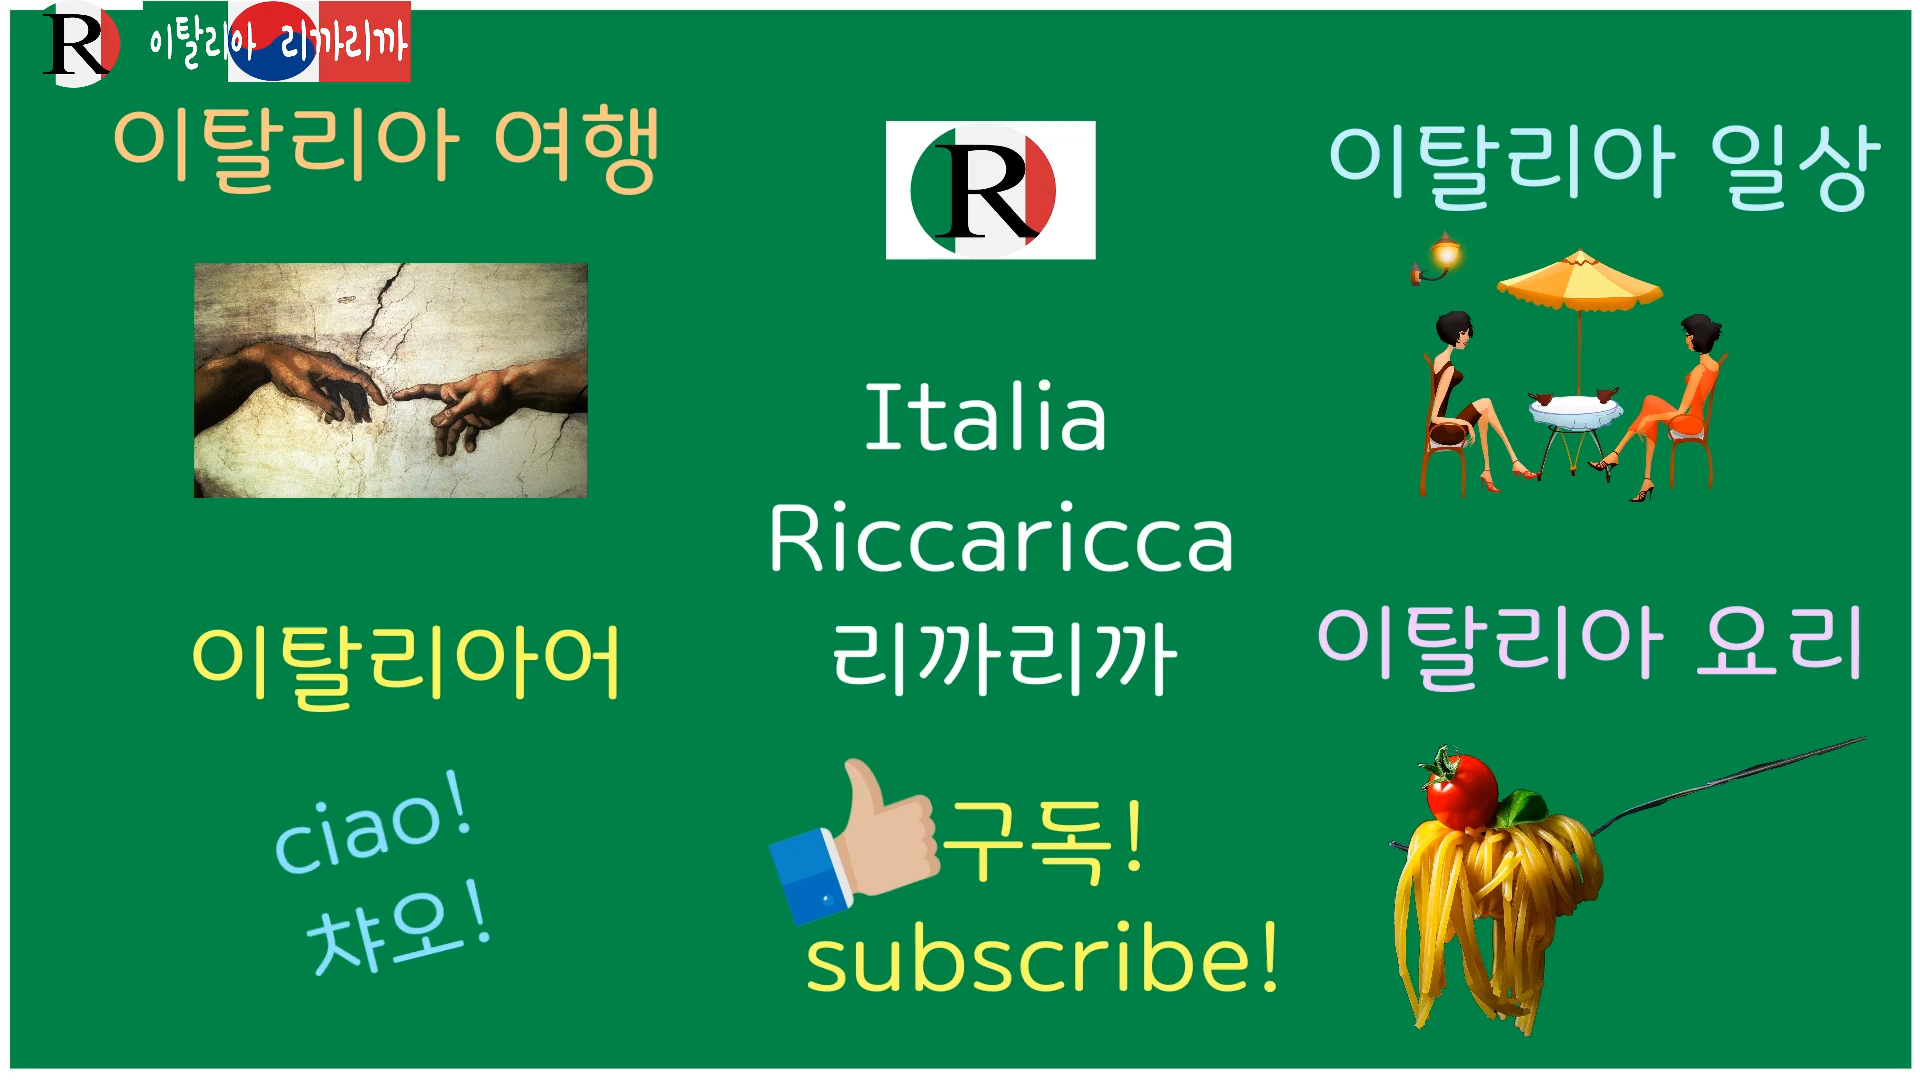 R 이탈리아 리까리까
이탈리아 여행
R
이탈리아 일상
Italia
Riccaricca
리까리까
이탈리아어
이탈리아 요리
ciao!
챠오!
구독!
subscribe!